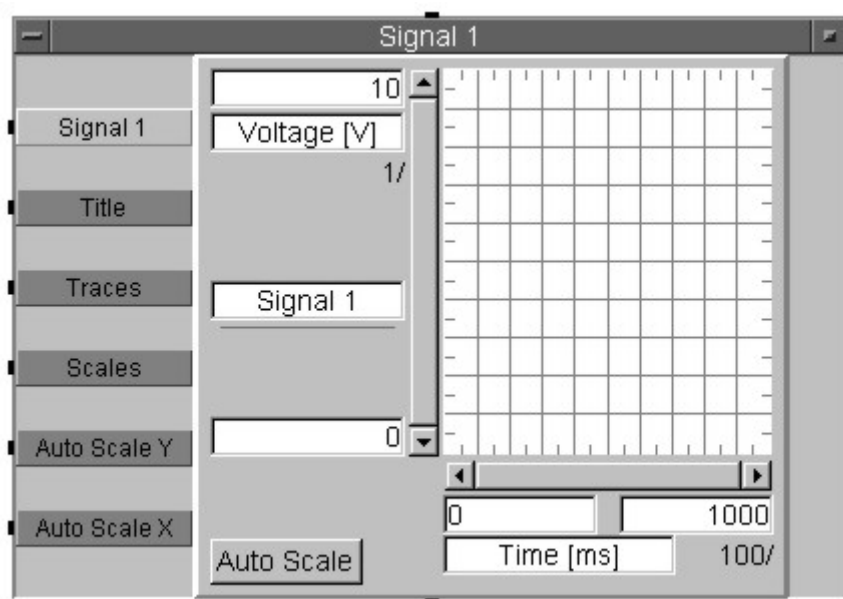 Signal 1
Signal 1
Title
Traces
Scales
Auto Scale Y
Auto Scale X
10
Voltage [V]
1/
Signal 1
0
Auto Scale
0 1000
Time [ms] 100/